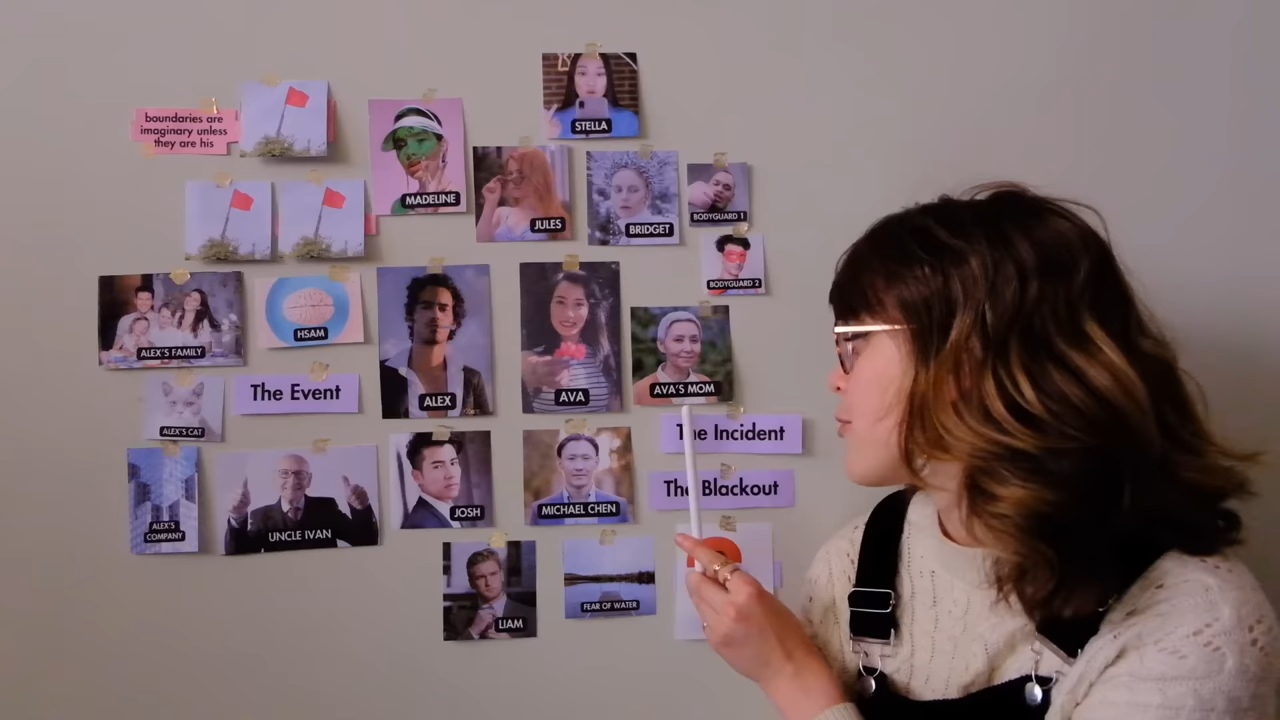 boundaries are
imaginary unless
they are his
STELLA
MADELINE
JULES
BRIDGET
BODYGUARD 1
BODYGUARD 2
ALEX'S FAMILY
HSAM
ALEX
AVA
AVA'S MOM
ALEX'S CAT
The Event
The Incident
The Blackout
ALEX'S
COMPANY
UNCLE IVAN
JOSH
MICHAEL CHEN
LIAM
FEAR OF WATER